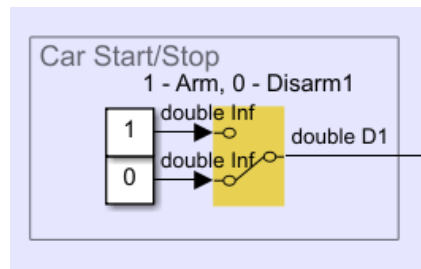 Car Start/Stop
1 - Arm, 0 - Disarm1
double Inf
1
double D1
double Inf
0